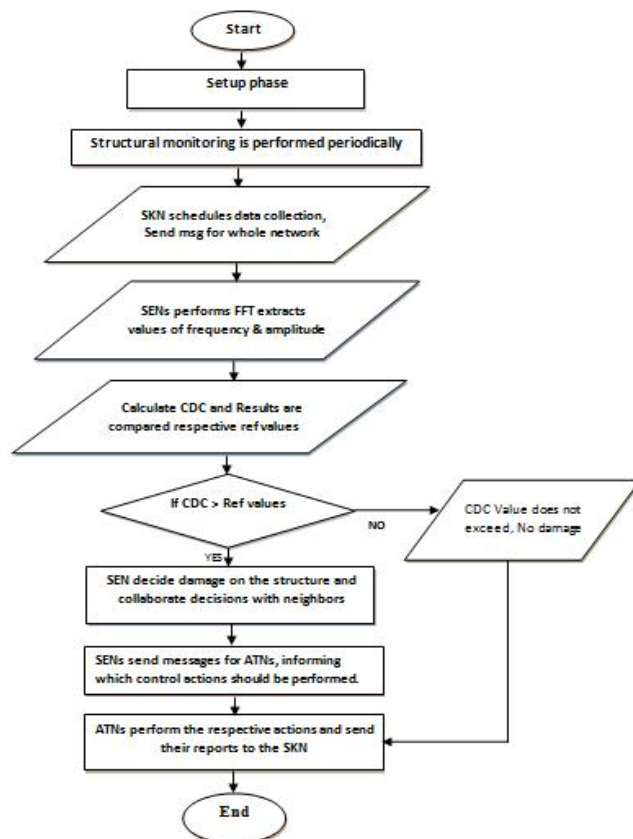 Start
Setup phase
Structural monitoring is performed periodically
SKN schedules data collection,
Send msg for whole network
SENs performs FFT extracts
values of frequency & amplitude
Calculate CDC and Results are
compared respective ref values
If CDC > Ref values
NO
CDC Value does not
exceed, No damage
YES
SEN decide damage on the structure and
collaborate decisions with neighbors
SENs send messages for ATNs, informing
which control actions should be performed.
ATNs perform the respective actions and send
their reports to the SKN
End